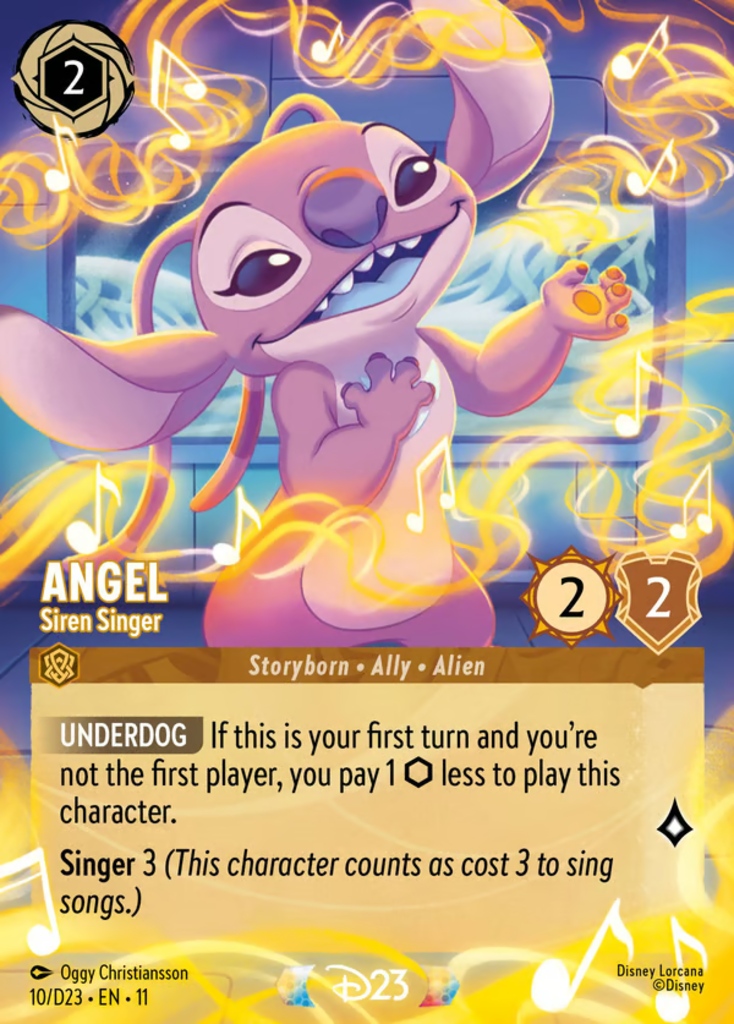 2
ANGEL
Siren Singer
2 2
Storyborn • Ally • Alien
UNDERDOG If this is your first turn and you’re
not the first player, you pay 1 ⬡ less to play this
character.
Singer 3 (This character counts as cost 3 to sing
songs.)
Oggy Christiansson
10/D23 • EN • 11
D23
Disney Lorcana
©Disney